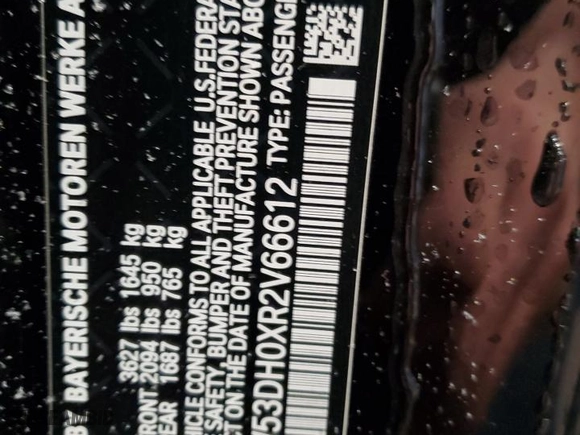 BAYERISCHE MOTOREN WERKE A
3627 lbs 1645 kg
RONT 2094 lbs 950 kg
EAR 1687 lbs 765 kg
HICLE CONFORMS TO ALL APPLICABLE U.S.FEDERA
E SAFETY, BUMPER AND THEFT PREVENTION STA
CT ON THE DATE OF MANUFACTURE SHOWN ABO
53DH0XR2V66612 TYPE: PASSENG